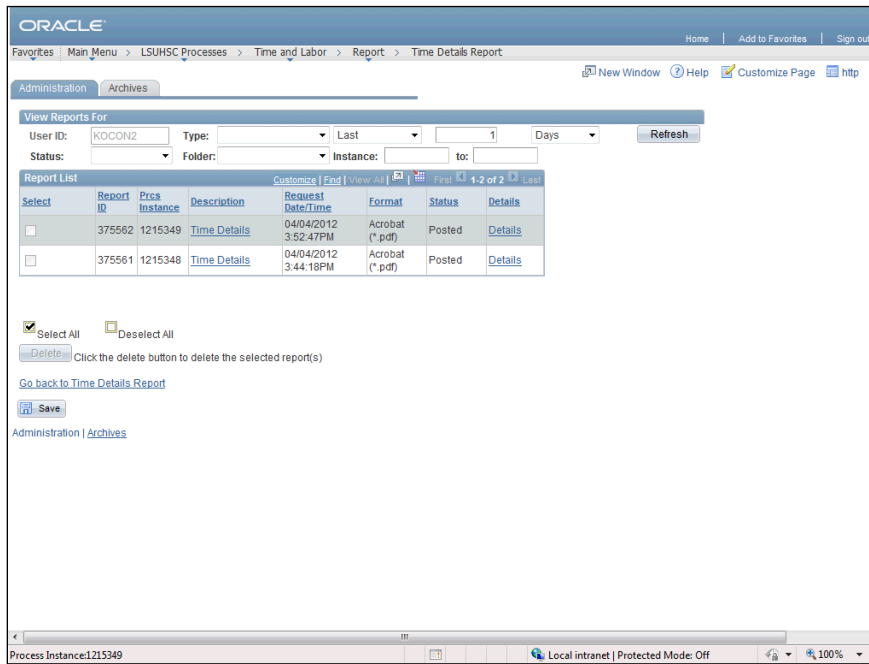 ORACLE
Home | Add to Favorites | Sign out
Favorites Main Menu > LSUHSC Processes > Time and Labor > Report > Time Details Report
New Window Help Customize Page http
Administration Archives
View Reports For
User ID: KOCON2 Type: Last 1 Days Refresh
Status: Folder: Instance: to:
Report List Customize | Find | View All | | First 1-2 of 2 Last
Select Report ID Prcs Instance Description Request Date/Time Format Status Details
375562 1215349 Time Details 04/04/2012 3:52:47PM Acrobat (*.pdf) Posted Details
375561 1215348 Time Details 04/04/2012 3:44:18PM Acrobat (*.pdf) Posted Details
Select All Deselect All
Delete Click the delete button to delete the selected report(s)
Go back to Time Details Report
Save
Administration | Archives
Process Instance:1215349 Local intranet | Protected Mode: Off 100%